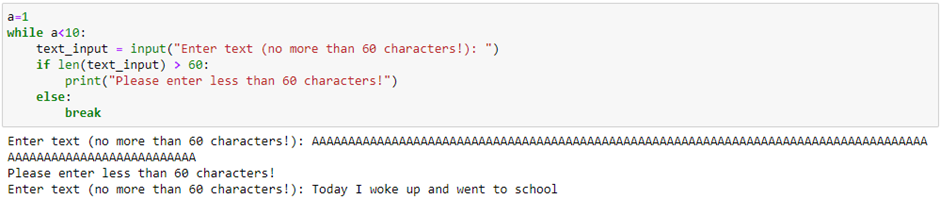 a=1
while a<10:
    text_input = input("Enter text (no more than 60 characters!): ")
    if len(text_input) > 60:
        print("Please enter less than 60 characters!")
    else:
        break
Enter text (no more than 60 characters!): AAAAAAAAAAAAAAAAAAAAAAAAAAAAAAAAAAAAAAAAAAAAAAAAAAAAAAAAAAAAAAAAAAAAAAAAAAAAAAAAAAAAA
AAAAAAAAAAAAAAAAAAAAAAAAAA
Please enter less than 60 characters!
Enter text (no more than 60 characters!): Today I woke up and went to school